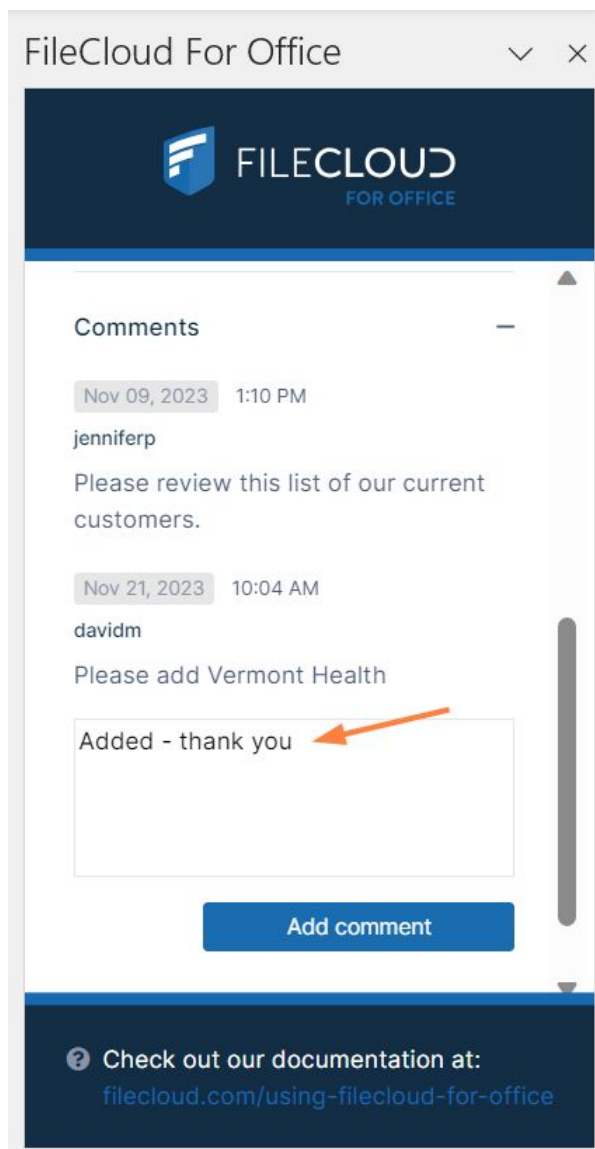 FileCloud For Office
FILECLOUD
FOR OFFICE
Comments
Nov 09, 2023 1:10 PM
jenniferp
Please review this list of our current
customers.
Nov 21, 2023 10:04 AM
davidm
Please add Vermont Health
Added - thank you
Add comment
Check out our documentation at:
filecloud.com/using-filecloud-for-office